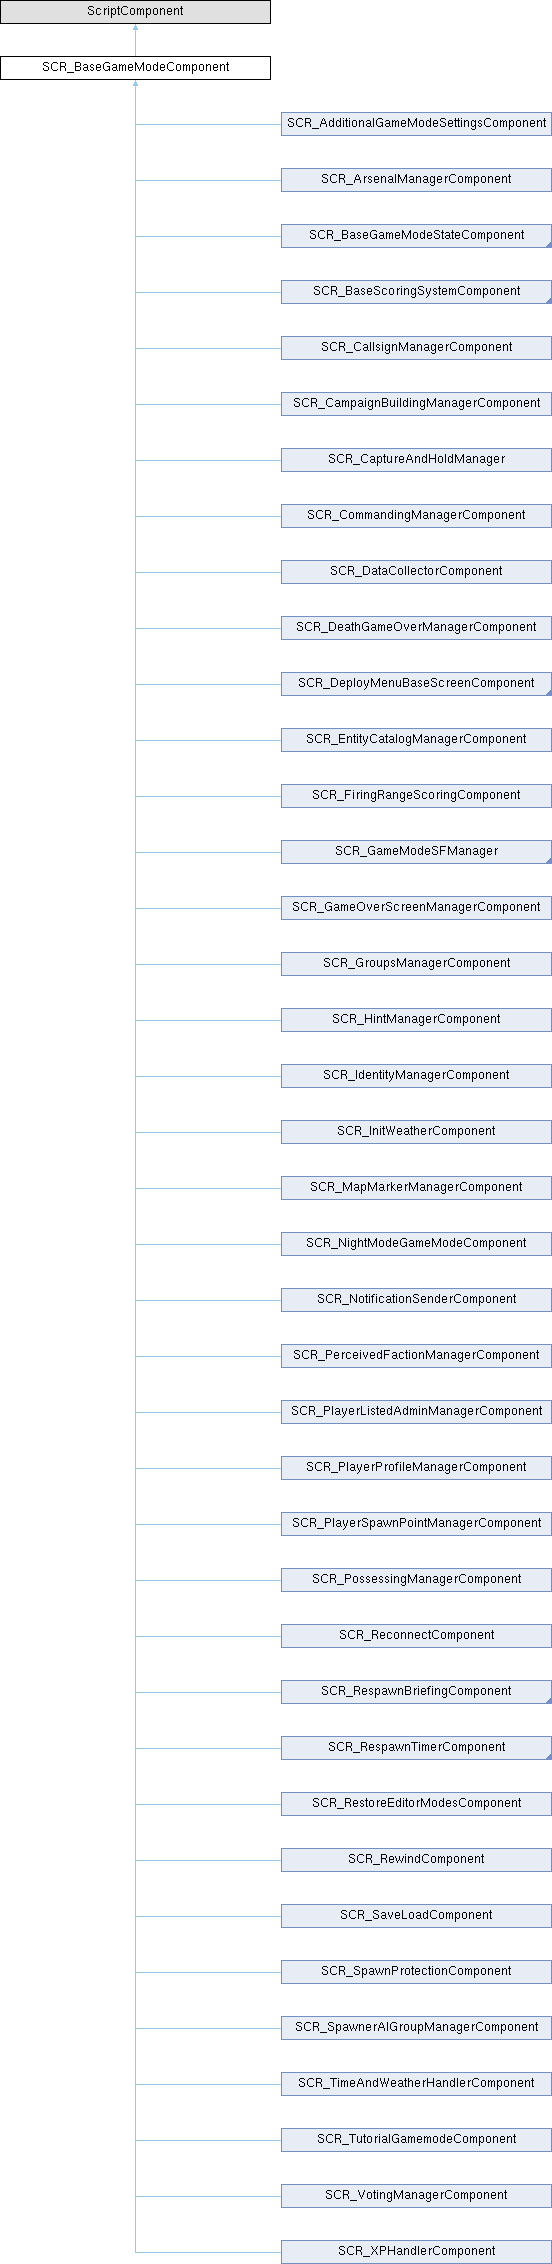 ScriptComponent
SCR_BaseGameModeComponent
SCR_AdditionalGameModeSettingsComponent
SCR_ArsenalManagerComponent
SCR_BaseGameModeStateComponent
SCR_BaseScoringSystemComponent
SCR_CallsignManagerComponent
SCR_CampaignBuildingManagerComponent
SCR_CaptureAndHoldManager
SCR_CommandingManagerComponent
SCR_DataCollectorComponent
SCR_DeathGameOverManagerComponent
SCR_DeployMenuBaseScreenComponent
SCR_EntityCatalogManagerComponent
SCR_FiringRangeScoringComponent
SCR_GameModeSFManager
SCR_GameOverScreenManagerComponent
SCR_GroupsManagerComponent
SCR_HintManagerComponent
SCR_IdentityManagerComponent
SCR_InitWeatherComponent
SCR_MapMarkerManagerComponent
SCR_NightModeGameModeComponent
SCR_NotificationSenderComponent
SCR_PerceivedFactionManagerComponent
SCR_PlayerListedAdminManagerComponent
SCR_PlayerProfileManagerComponent
SCR_PlayerSpawnPointManagerComponent
SCR_PossessingManagerComponent
SCR_ReconnectComponent
SCR_RespawnBriefingComponent
SCR_RespawnTimerComponent
SCR_RestoreEditorModesComponent
SCR_RewindComponent
SCR_SaveLoadComponent
SCR_SpawnProtectionComponent
SCR_SpawnerAIGroupManagerComponent
SCR_TimeAndWeatherHandlerComponent
SCR_TutorialGamemodeComponent
SCR_VotingManagerComponent
SCR_XPHandlerComponent